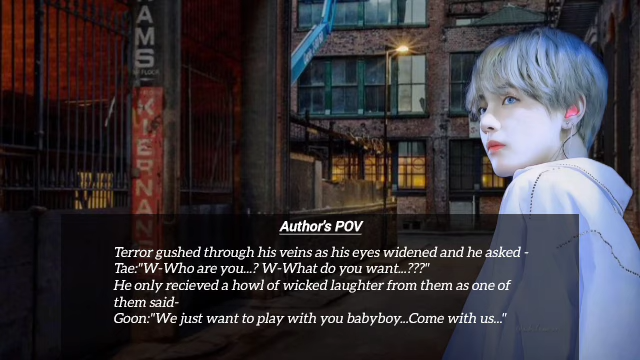 RAMS
KIERNAN
Author's POV
Terror gushed through his veins as his eyes widened and he asked -
Tae:"W-Who are you...? W-What do you want...???"
He only recieved a howl of wicked laughter from them as one of
them said-
Goon:"We just want to play with you babyboy...Come with us..."